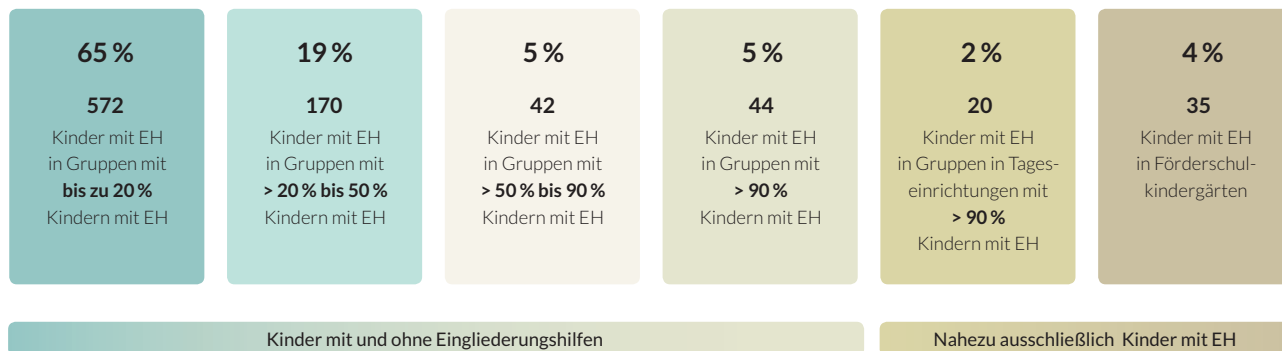 65 %
572
Kinder mit EH
in Gruppen mit
bis zu 20 %
Kindern mit EH
19 %
170
Kinder mit EH
in Gruppen mit
> 20 % bis 50 %
Kindern mit EH
5 %
42
Kinder mit EH
in Gruppen mit
> 50 % bis 90 %
Kindern mit EH
5 %
44
Kinder mit EH
in Gruppen mit
> 90 %
Kindern mit EH
2 %
20
Kinder mit EH
in Gruppen in Tages-
einrichtungen mit
> 90 %
Kindern mit EH
4 %
35
Kinder mit EH
in Förderschul-
kindergärten
Kinder mit und ohne Eingliederungshilfen
Nahezu ausschließlich Kinder mit EH